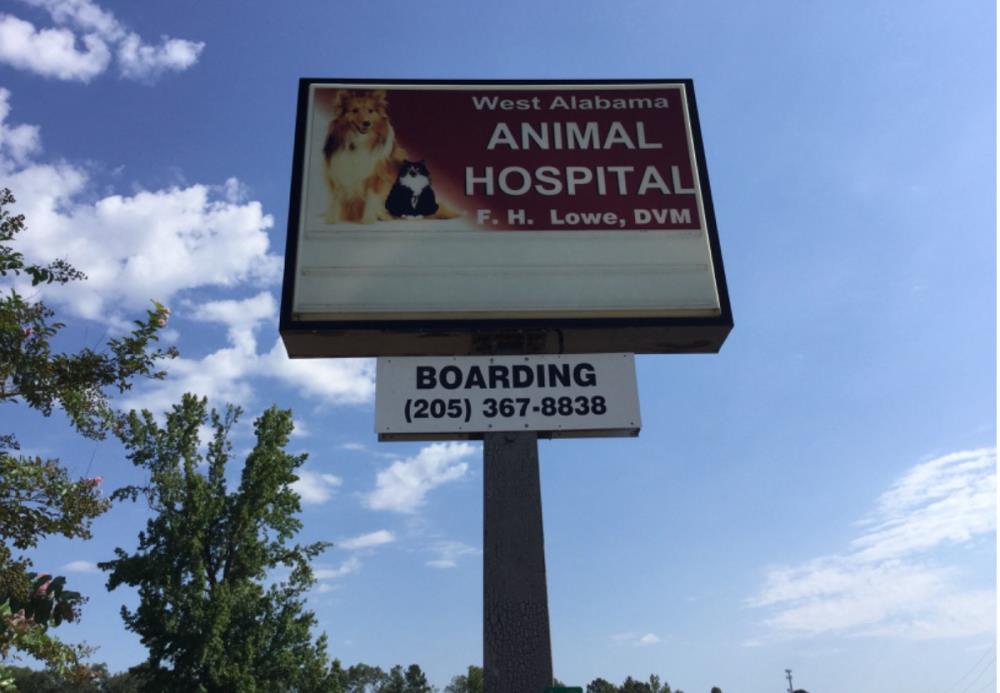 West Alabama
ANIMAL
HOSPITAL
F. H. Lowe, DVM
BOARDING
(205) 367-8838